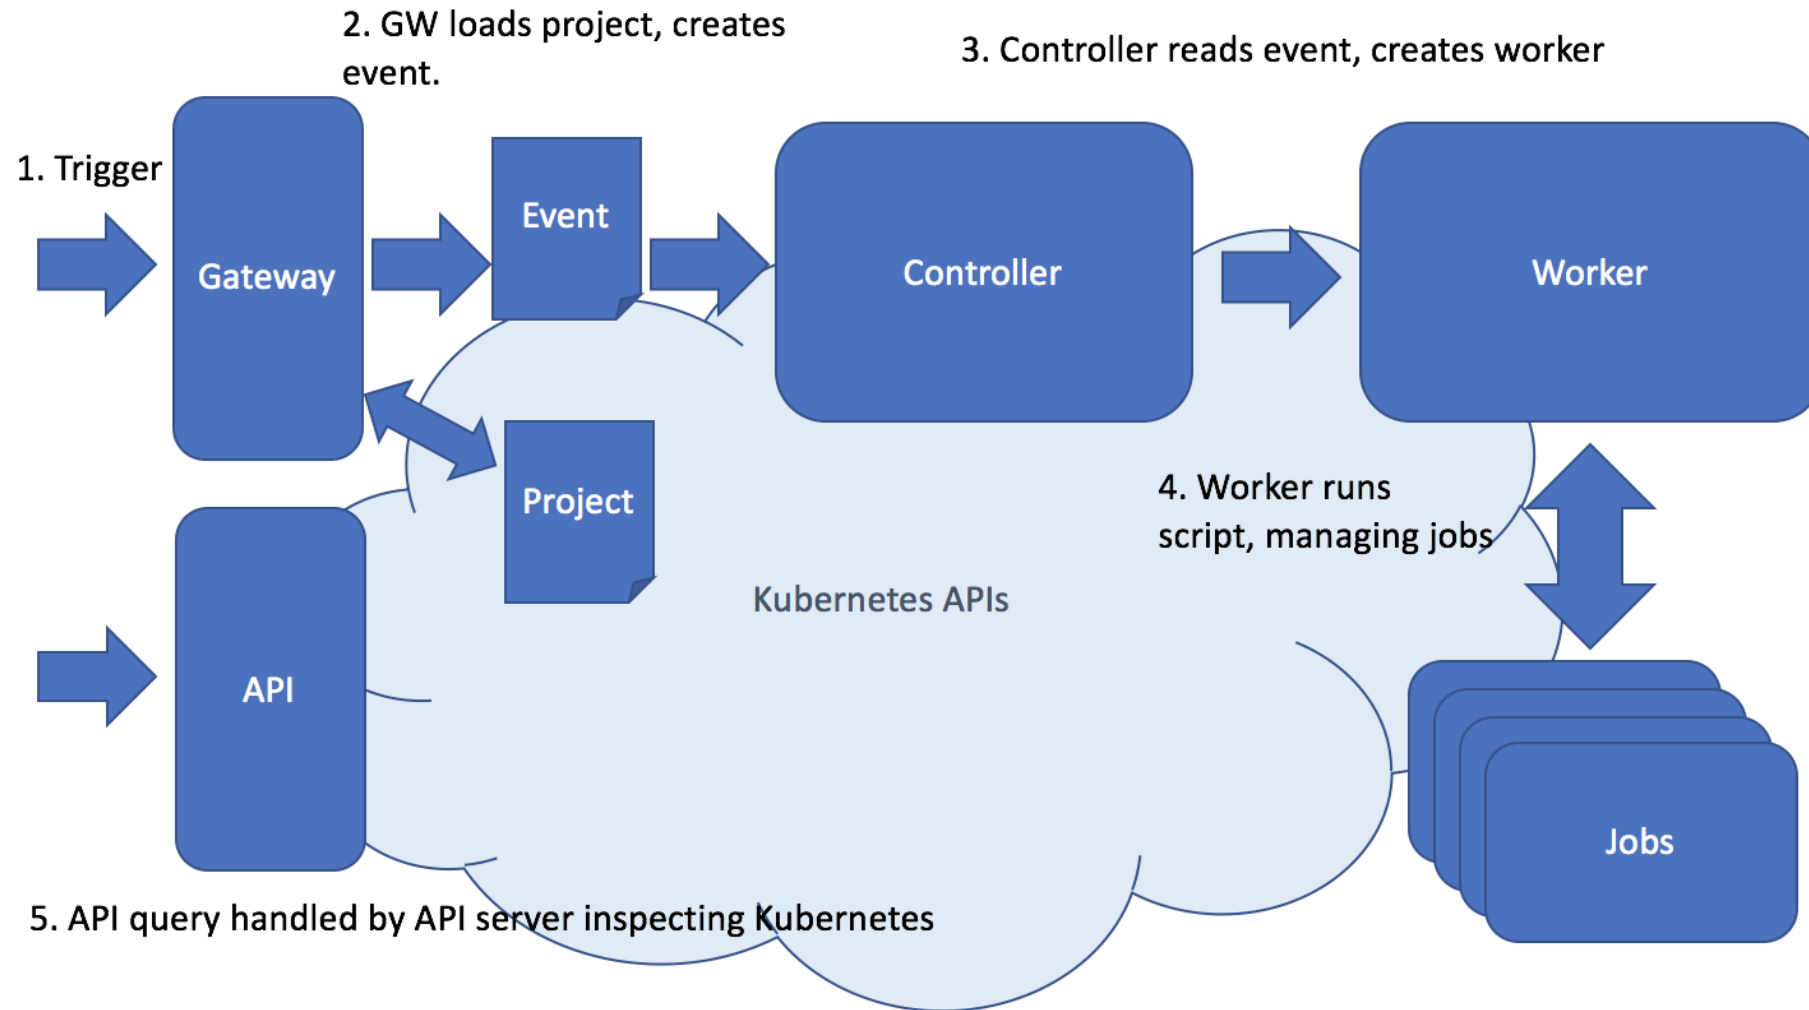 2. GW loads project, creates
event.
3. Controller reads event, creates worker
1. Trigger
Gateway
Event
Controller
Worker
Project
4. Worker runs
script, managing jobs
Kubernetes APIs
API
Jobs
5. API query handled by API server inspecting Kubernetes